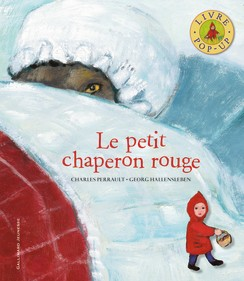 LIVRE
POP-UP
Le petit
chaperon rouge
CHARLES PERRAULT • GEORG HALLENSLEBEN
GALLIMARD JEUNESSE